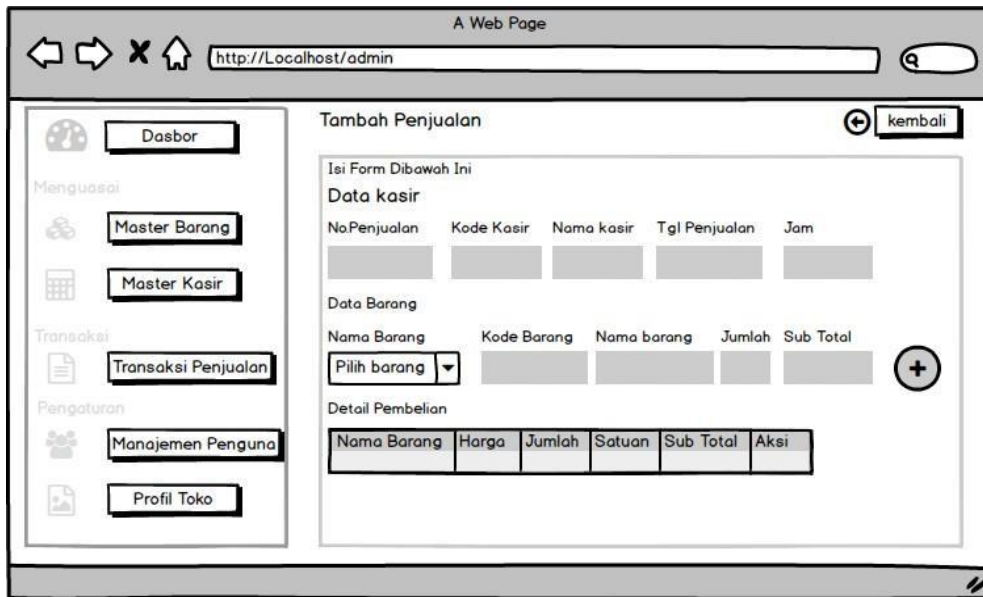 A Web Page
http://Localhost/admin
Dasbor
Menguasai
Master Barang
Master Kasir
Transaksi
Transaksi Penjualan
Pengaturan
Manajemen Penguna
Profil Toko
Tambah Penjualan
kembali
Isi Form Dibawah Ini
Data kasir
No.Penjualan Kode Kasir Nama kasir Tgl Penjualan Jam
Data Barang
Nama Barang Kode Barang Nama barang Jumlah Sub Total
Pilih barang
Detail Pembelian
Nama Barang Harga Jumlah Satuan Sub Total Aksi